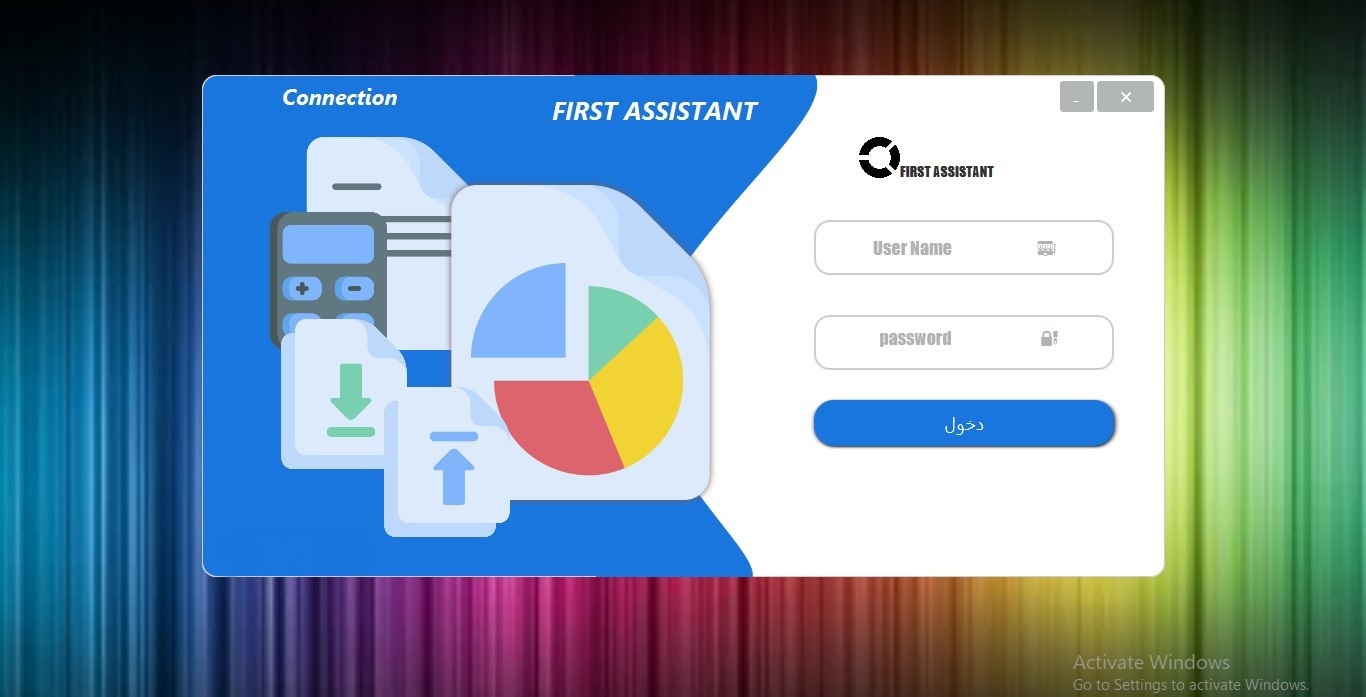 Connection
FIRST ASSISTANT
FIRST ASSISTANT
User Name
password
دخول
Activate Windows
Go to Settings to activate Windows.